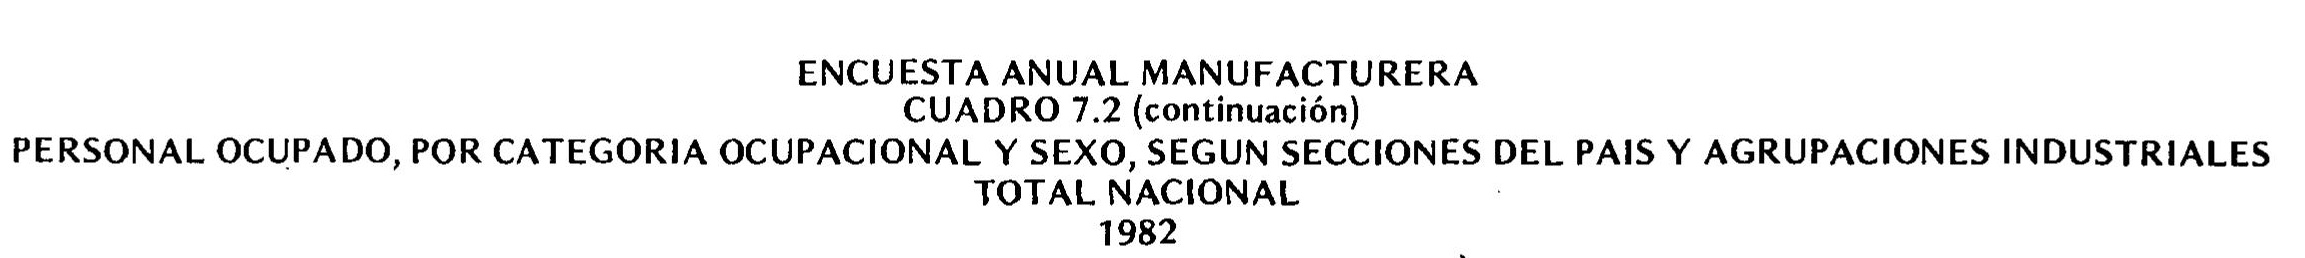 ENCUESTA ANUAL MANUFACTURERA
CUADRO 7.2 (continuación)
PERSONAL OCUPADO, POR CATEGORIA OCUPACIONAL Y SEXO, SEGUN SECCIONES DEL PAIS Y AGRUPACIONES INDUSTRIALES
TOTAL NACIONAL
1982